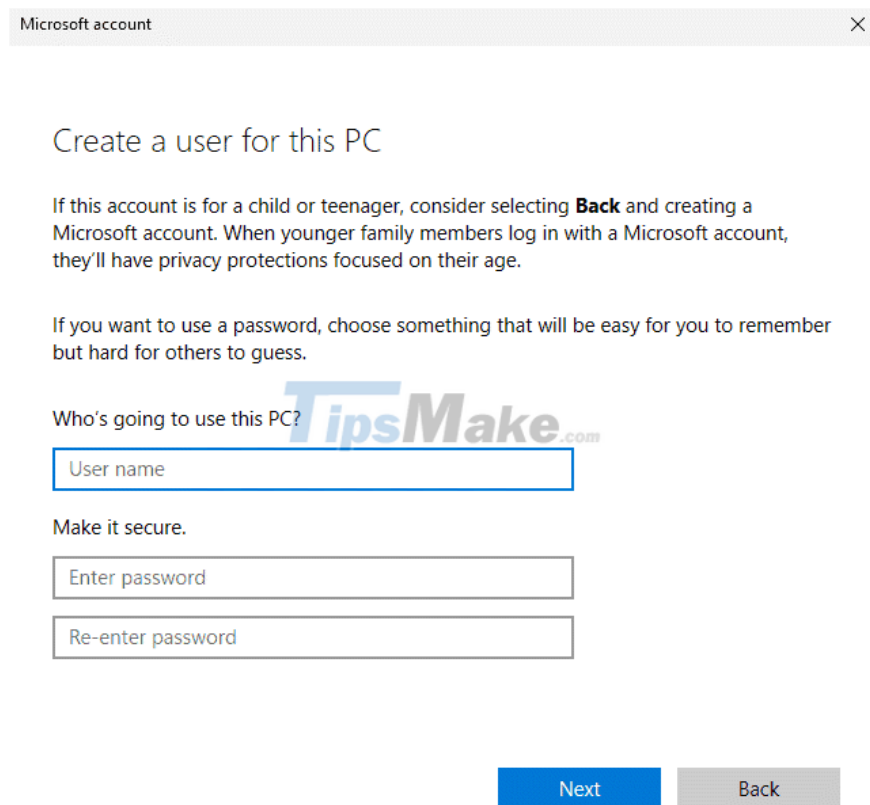 Microsoft account
Create a user for this PC
If this account is for a child or teenager, consider selecting Back and creating a
Microsoft account. When younger family members log in with a Microsoft account,
they'll have privacy protections focused on their age.
If you want to use a password, choose something that will be easy for you to remember
but hard for others to guess.
TipsMake.com
Who's going to use this PC?
User name
Make it secure.
Enter password
Re-enter password
Next Back